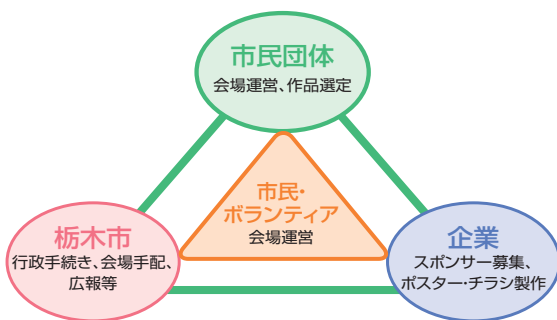 市民団体
会場運営、作品選定
市民・
ボランティア
会場運営
栃木市
行政手続き、会場手配、
広報等
企業
スポンサー募集、
ポスター・チラシ製作